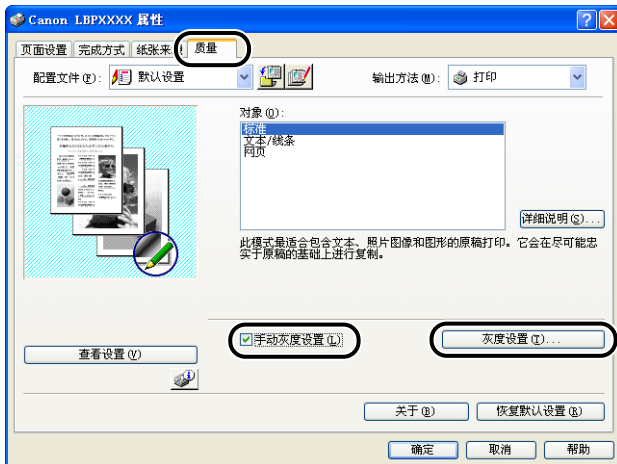 Canon LBPXXXX 属性
页面设置 完成方式 纸张来 质量
配置文件(F): 默认设置 输出方法(M): 打印
对象(O):
标准
文本/线条
网页
详细说明(S)...
此模式最适合包含文本、照片图像和图形的原稿打印。它会在尽可能忠
实于原稿的基础上进行复制。
手动灰度设置(L) 灰度设置(T)...
查看设置(V)
关于(B) 恢复默认设置(R)
确定 取消 帮助